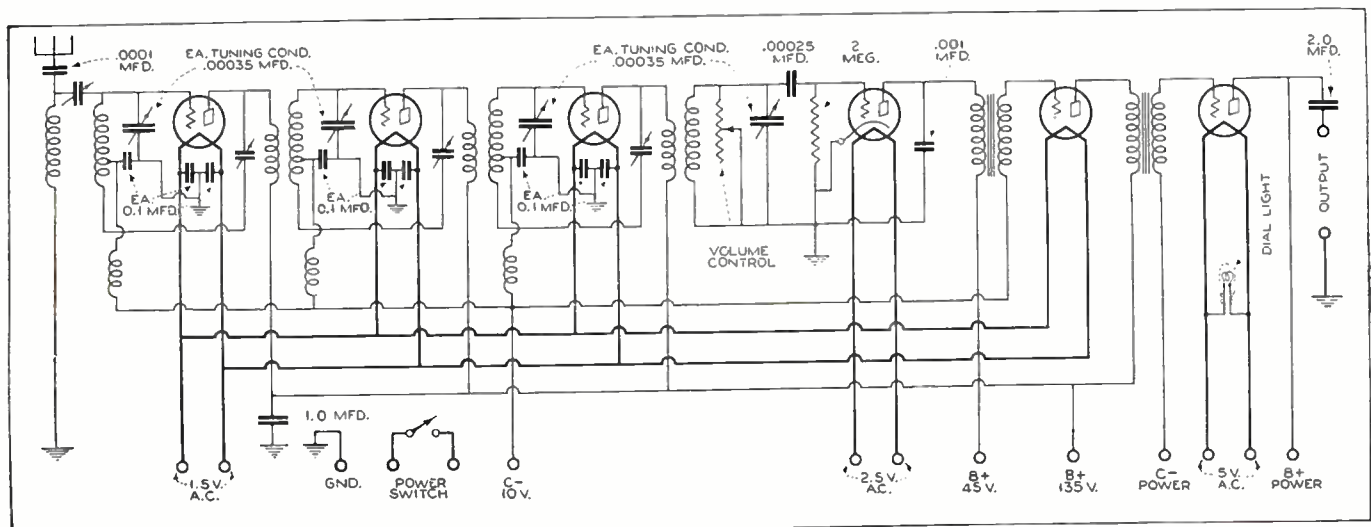 .0001
MFD.
EA. TUNING COND.
.00035 MFD.
EA. TUNING COND.
.00035 MFD.
.00025
MFD.
2
MEG.
.001
MFD.
2.0
MFD.
EA.
0.1 MFD.
EA.
0.1 MFD.
EA.
0.1 MFD.
VOLUME
CONTROL
DIAL LIGHT
OUTPUT
1.0 MFD.
1.5 V.
A.C.
GND.
POWER
SWITCH
C-
10 V.
2.5 V.
A.C.
B+
45 V.
B+
135 V.
C-
POWER
5 V.
A.C.
B+
POWER